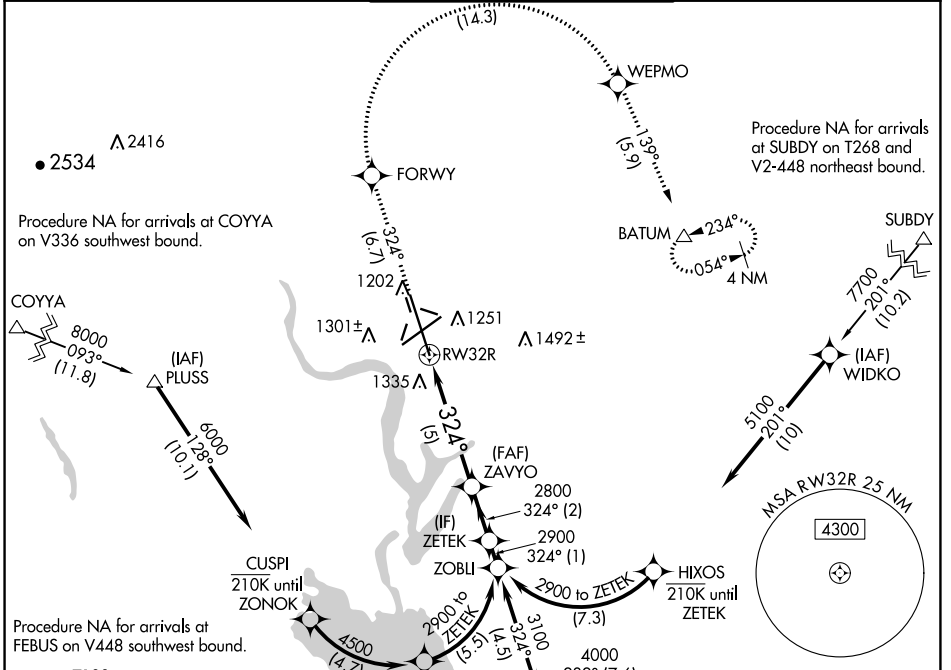 (14.3)
WEPMO
139°
(5.9)
2416
2534
Procedure NA for arrivals
at SUBDY on T268 and
V2-448 northeast bound.
FORWY
Procedure NA for arrivals at COYYA
on V336 southwest bound.
324°
(6.7)
BATUM
234°
054°
4 NM
SUBDY
7700
201°
(10.2)
COYYA
8000
093°
(11.8)
1202
1301±
1251
1492±
RW32R
1335
(IAF)
PLUSS
(IAF)
WIDKO
6000
128°
(10.1)
324°
(5)
5100
201°
(10)
(FAF)
ZAVYO
2800
324° (2)
(IF)
ZETEK
2900
324° (1)
ZOBLI
MSA RW32R 25 NM
4300
CUSPI
210K until
ZONOK
2900 to ZETEK
(7.3)
HIXOS
210K until
ZETEK
Procedure NA for arrivals at
FEBUS on V448 southwest bound.
4500
(4.7)
2900 to
ZETEK
(5.5)
3100
324°
(4.5)
4000